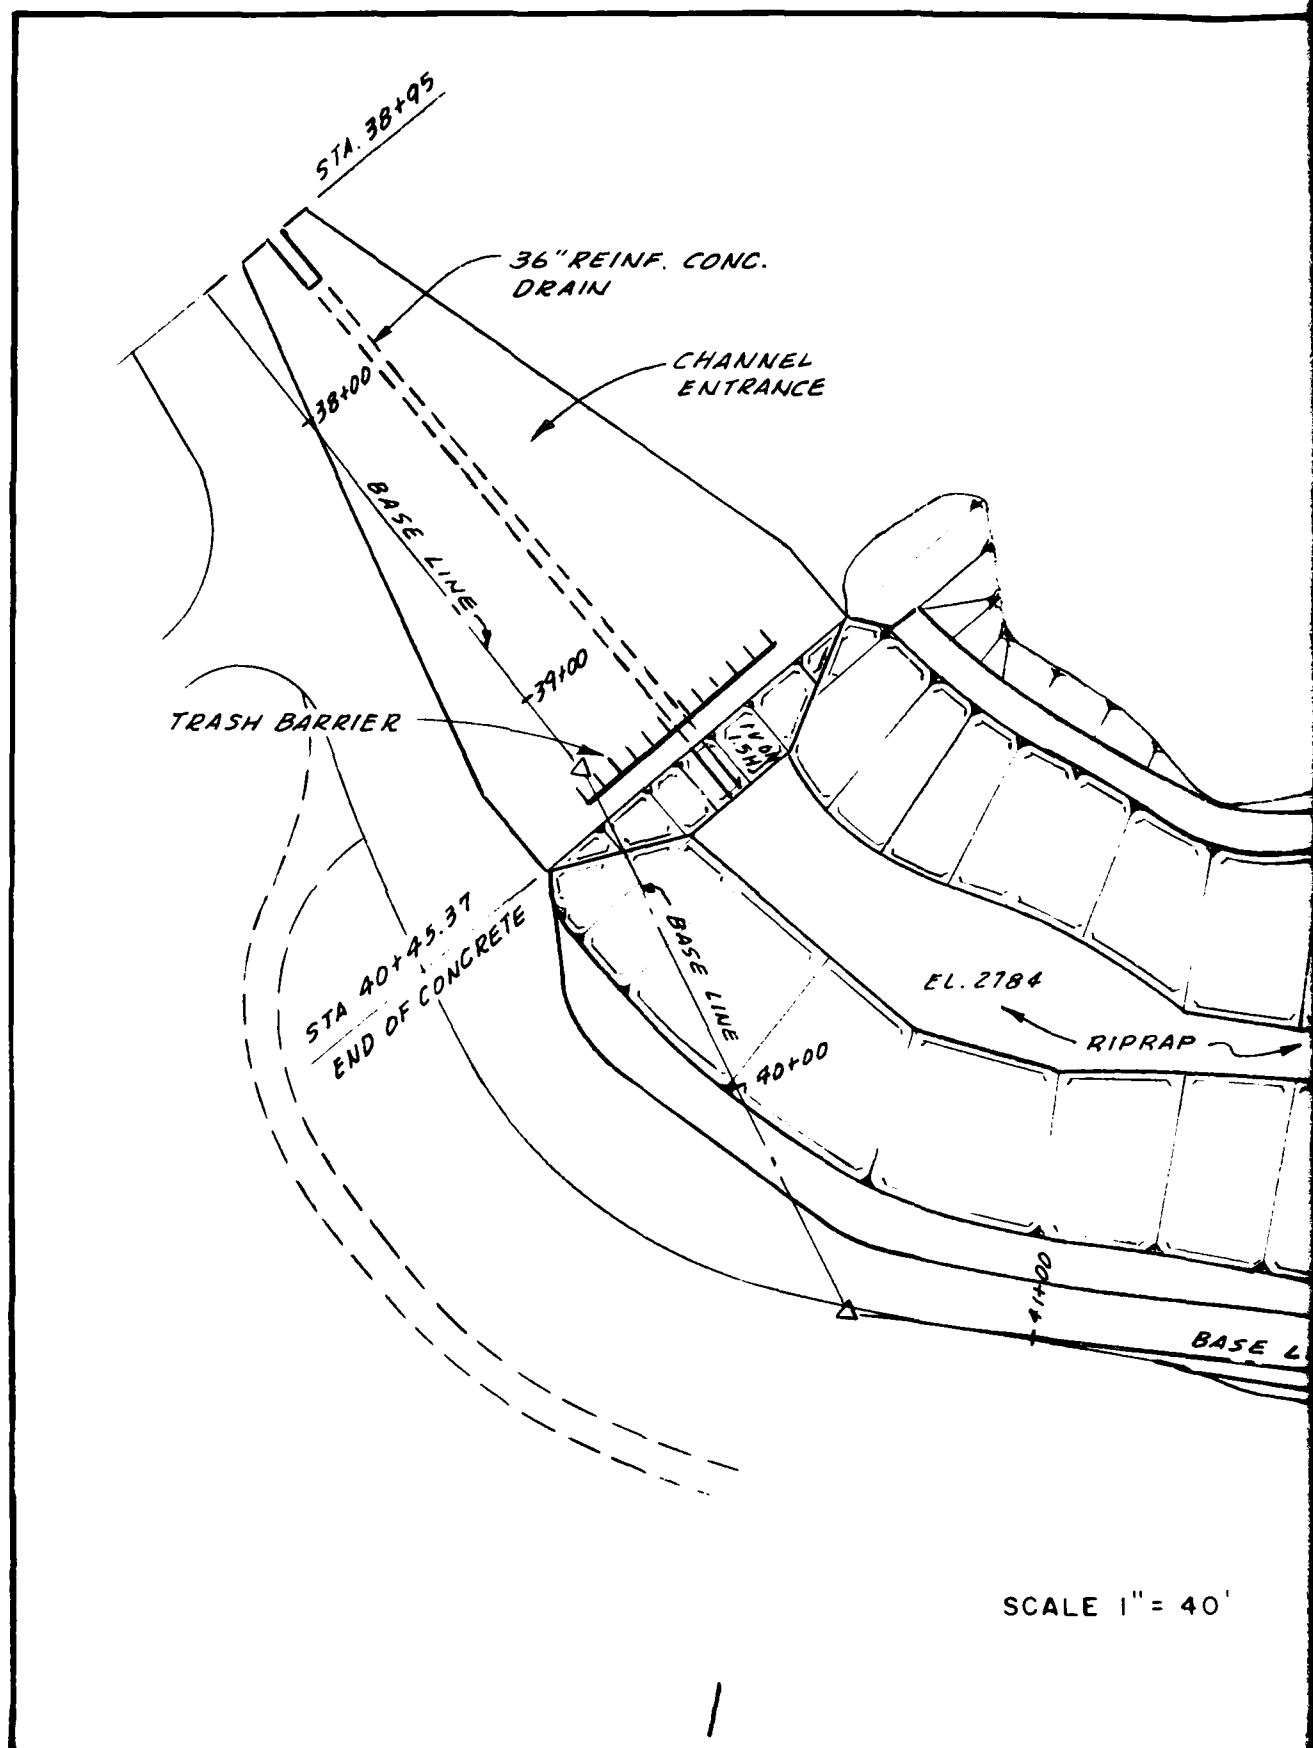 STA. 38+95
36" REINF. CONC.
DRAIN
CHANNEL
ENTRANCE
38+00
BASE LINE
39+00
TRASH BARRIER
1V ON
1.5H
STA 40+45.37
END OF CONCRETE
BASE LINE
EL. 2784
RIPRAP
40+00
41+00
BASE L
SCALE 1" = 40'
1